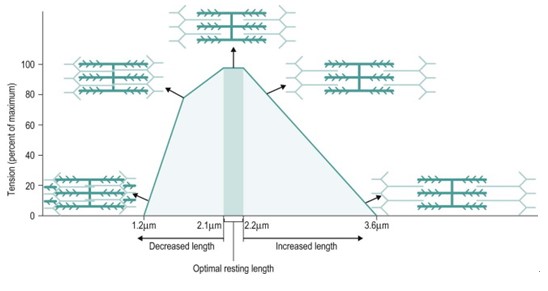 Tension (percent of maximum)
100
80
60
40
20
0
1.2μm
2.1μm
2.2μm
3.6μm
Decreased length
Increased length
Optimal resting length